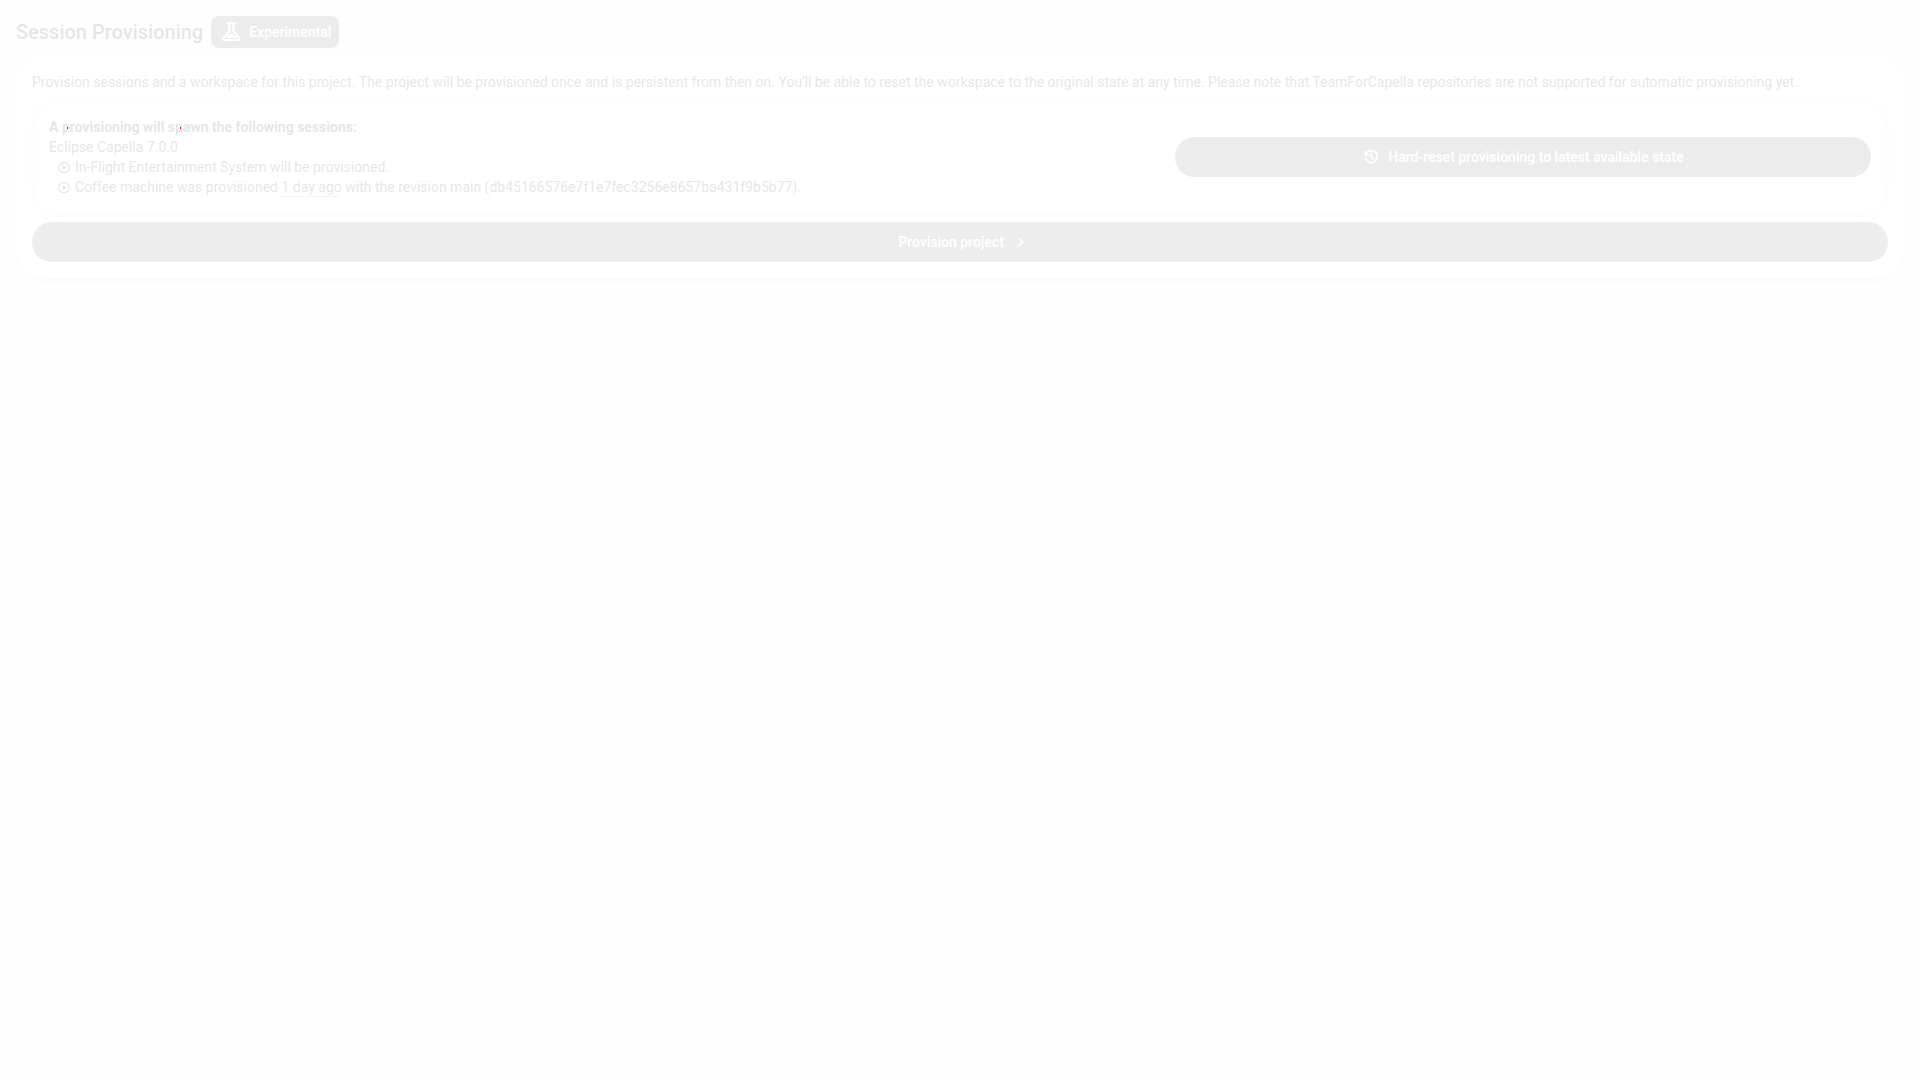 Session Provisioning
Experimental
Provision sessions and a workspace for this project. The project will be provisioned once and is persistent from then on. You'll be able to reset the workspace to the original state at any time. Please note that TeamForCapella repositories are not supported for automatic provisioning yet.
A provisioning will spawn the following sessions:
Eclipse Capella 7.0.0
In-Flight Entertainment System will be provisioned.
Coffee machine was provisioned 1 day ago with the revision main (db45166576e7f1e7fec3256e8657ba431f9b5b77).
Hard-reset provisioning to latest available state
Provision project